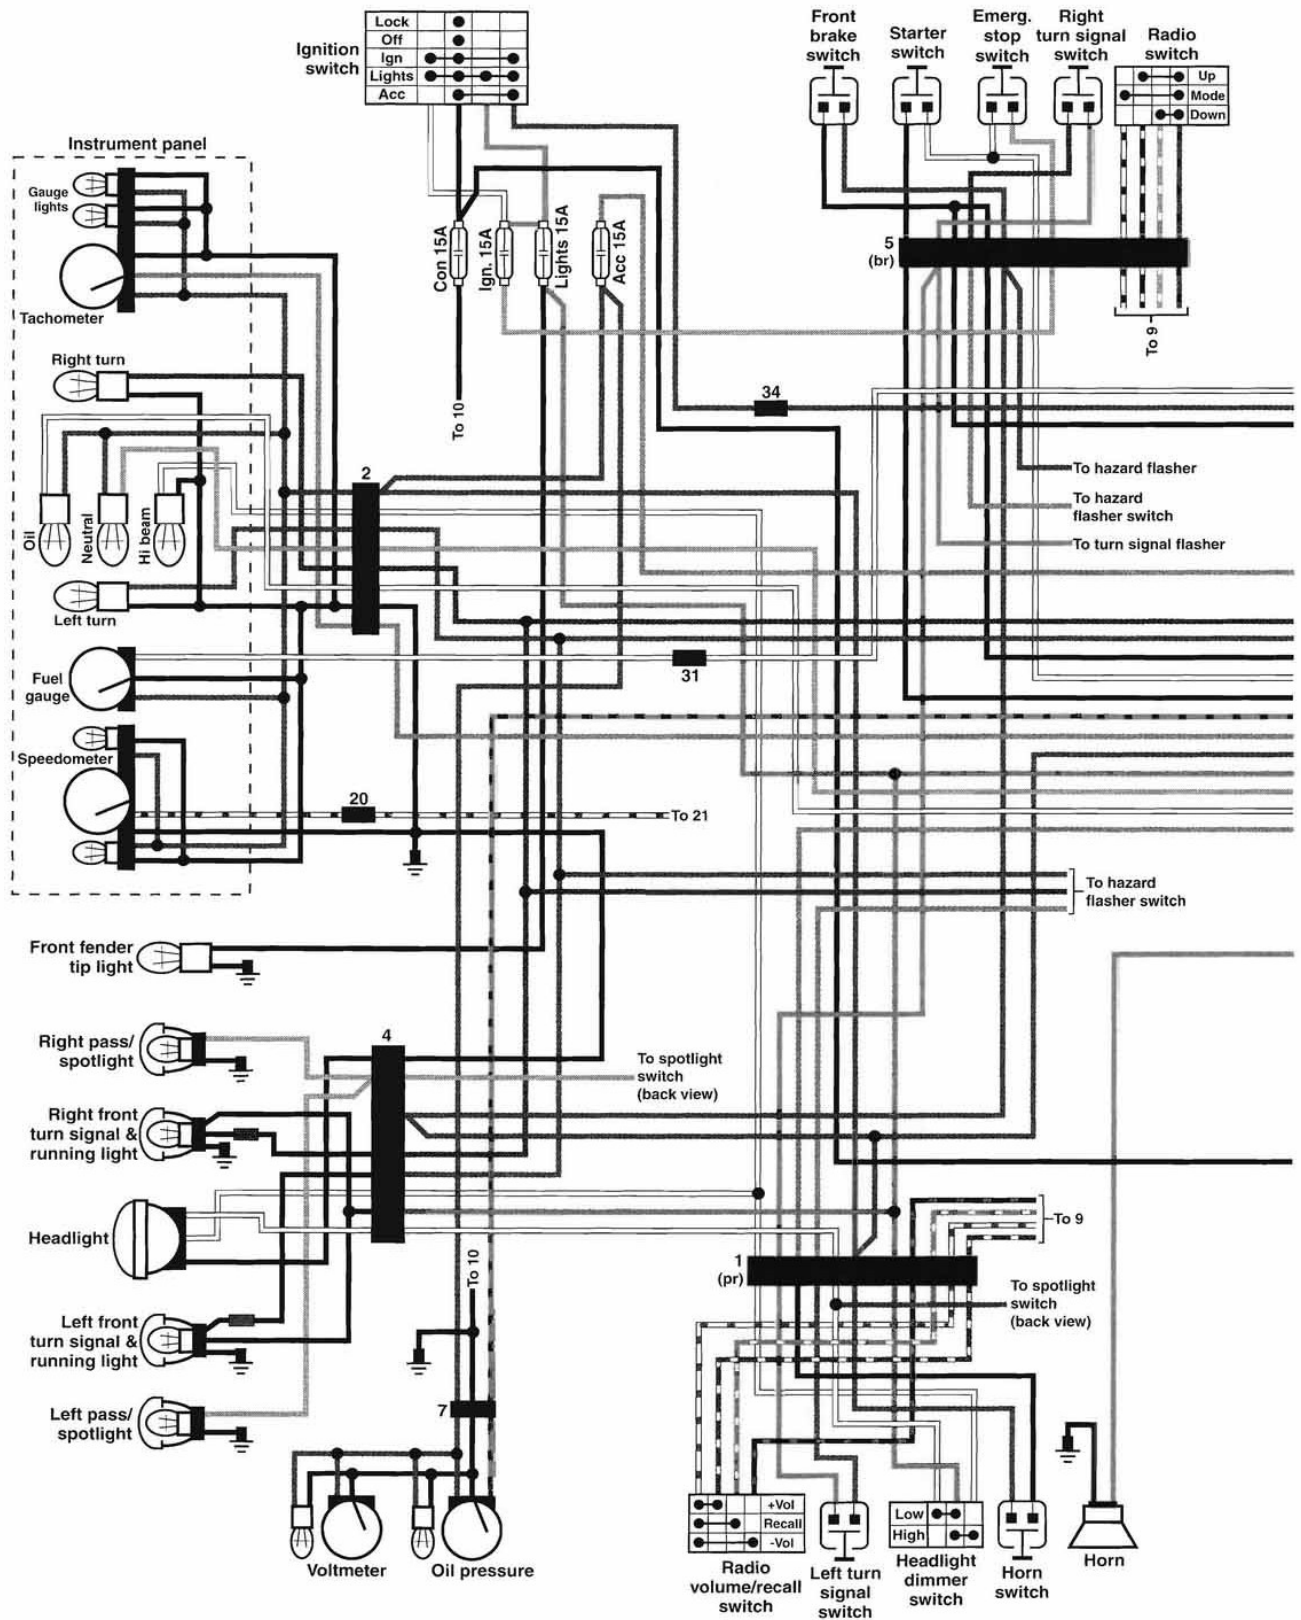 Ignition
switch
Lock
Off
Ign
Lights
Acc
Front
brake
switch
Starter
switch
Emerg.
stop
switch
Right
turn signal
switch
Radio
switch
Up
Mode
Down
Instrument panel
Gauge
lights
Tachometer
Con 15A
Ign. 15A
Lights 15A
Acc 15A
5
(br)
To 9
Right turn
To 10
34
2
To hazard flasher
To hazard
flasher switch
To turn signal flasher
Oil
Neutral
Hi beam
Left turn
Fuel
gauge
31
Speedometer
20
To 21
To hazard
flasher switch
Front fender
tip light
Right pass/
spotlight
4
To spotlight
switch
(back view)
Right front
turn signal &
running light
Headlight
To 9
1
(pr)
To 10
To spotlight
switch
(back view)
Left front
turn signal &
running light
Left pass/
spotlight
7
Voltmeter
Oil pressure
+Vol
Recall
-Vol
Radio
volume/recall
switch
Left turn
signal
switch
Low
High
Headlight
dimmer
switch
Horn
switch
Horn